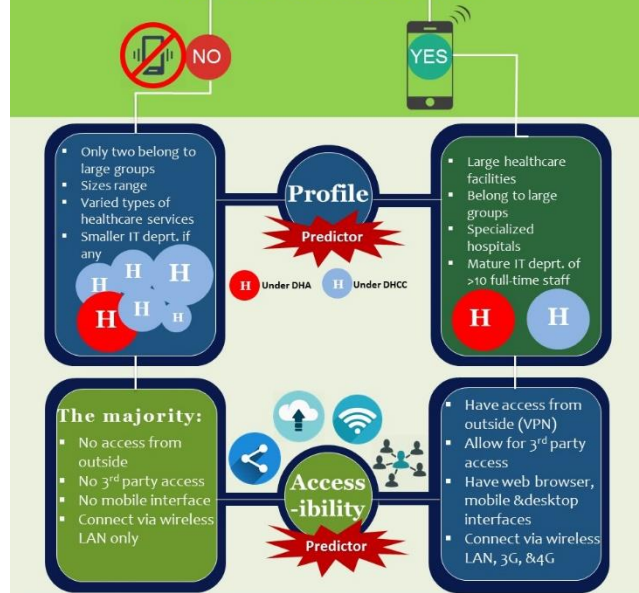 NO
YES
▪ Only two belong to
large groups
▪ Sizes range
▪ Varied types of
healthcare services
▪ Smaller IT deprt. if
any
H
H
H
H
H
H
H
Profile
Predictor
H Under DHA
H Under DHCC
▪ Large healthcare
facilities
▪ Belong to large
groups
▪ Specialized
hospitals
▪ Mature IT deprt. of
>10 full-time staff
H
H
The majority:
▪ No access from
outside
▪ No 3rd party access
▪ No mobile interface
▪ Connect via wireless
LAN only
Access
-ibility
Predictor
▪ Have access from
outside (VPN)
▪ Allow for 3rd party
access
▪ Have web browser,
mobile &desktop
interfaces
▪ Connect via wireless
LAN, 3G, &4G